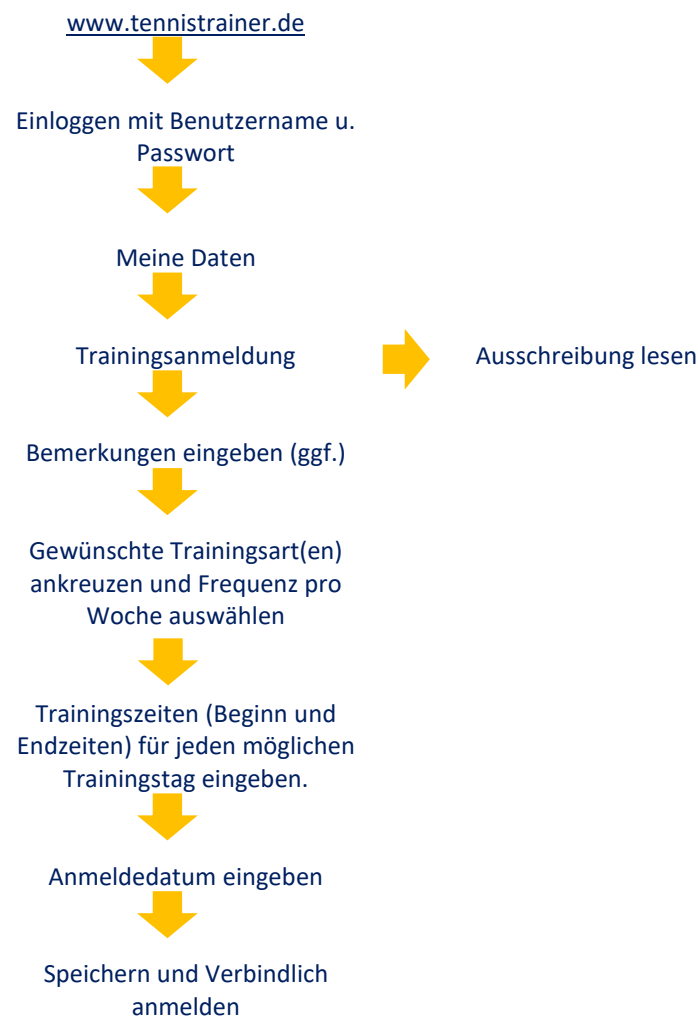 www.tennistrainer.de
Einloggen mit Benutzername u.
Passwort
Meine Daten
Trainingsanmeldung
Ausschreibung lesen
Bemerkungen eingeben (ggf.)
Gewünschte Trainingsart(en)
ankreuzen und Frequenz pro
Woche auswählen
Trainingszeiten (Beginn und
Endzeiten) für jeden möglichen
Trainingstag eingeben.
Anmeldedatum eingeben
Speichern und Verbindlich
anmelden